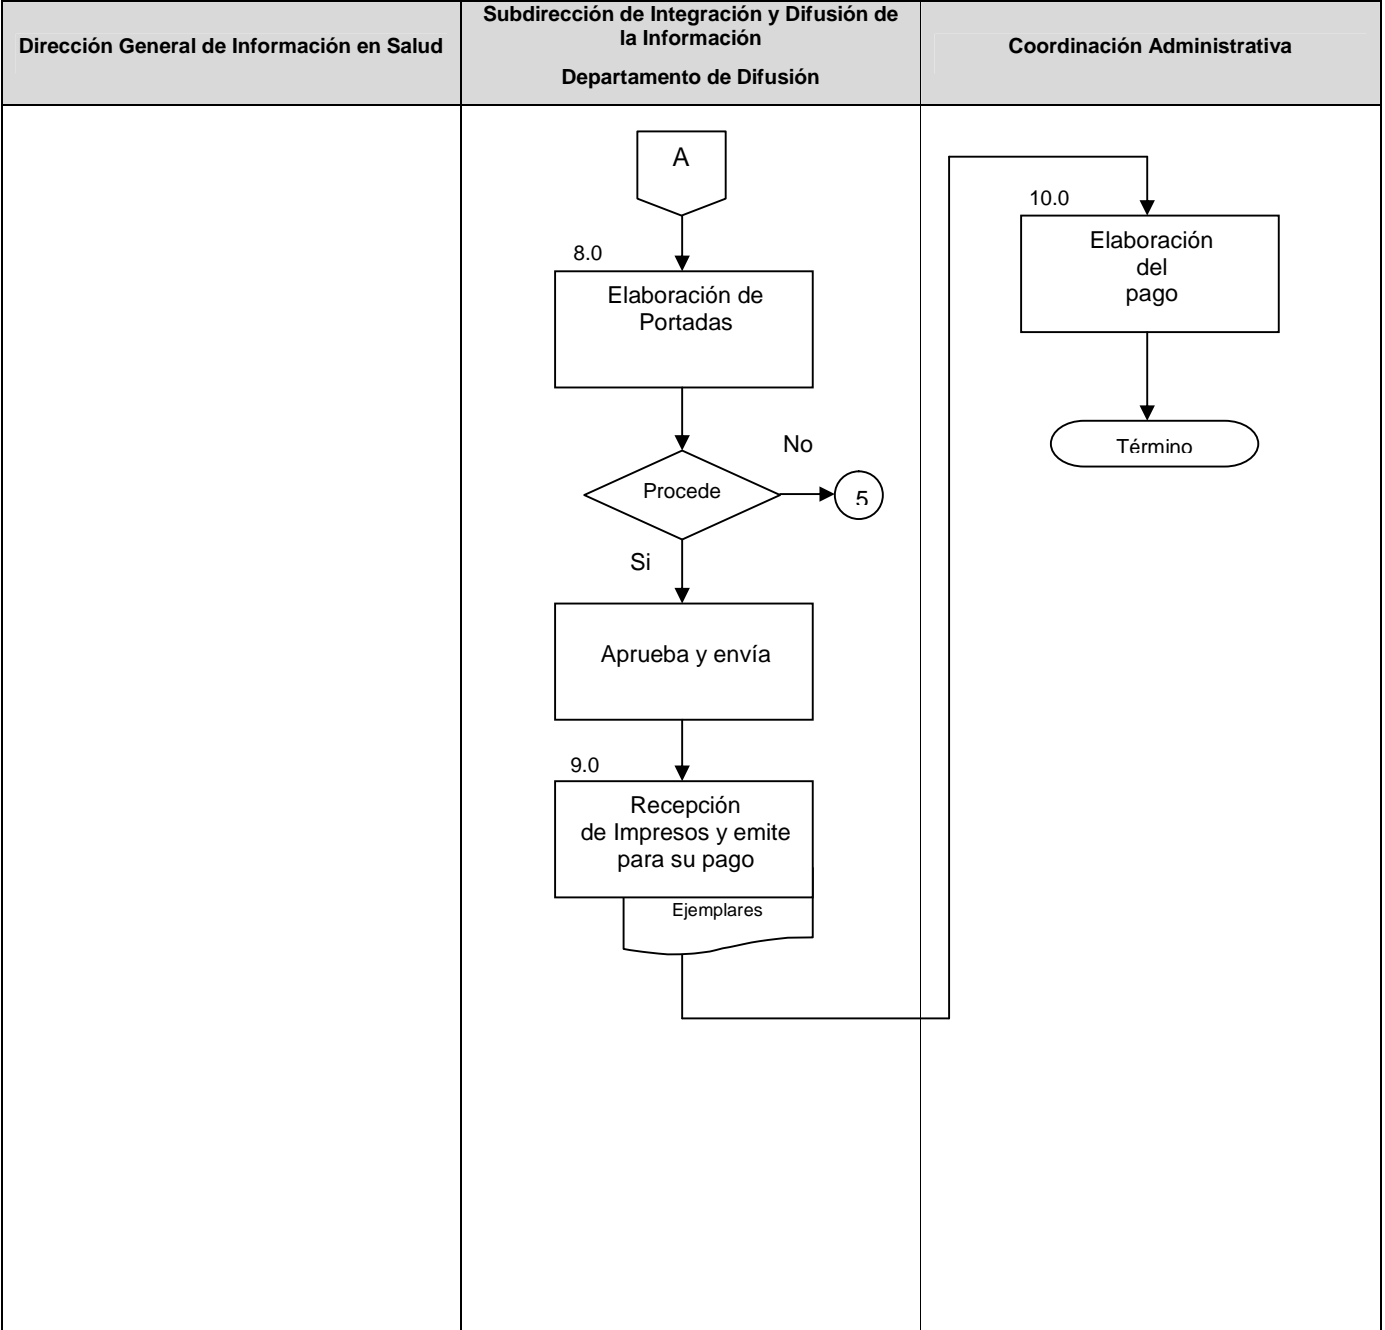 Dirección General de Información en Salud
Subdirección de Integración y Difusión de
la Información
Departamento de Difusión
Coordinación Administrativa
A
8.0
Elaboración de
Portadas
No
Procede
5
Si
Aprueba y envía
9.0
Recepción
de Impresos y emite
para su pago
Ejemplares
10.0
Elaboración
del
pago
Término